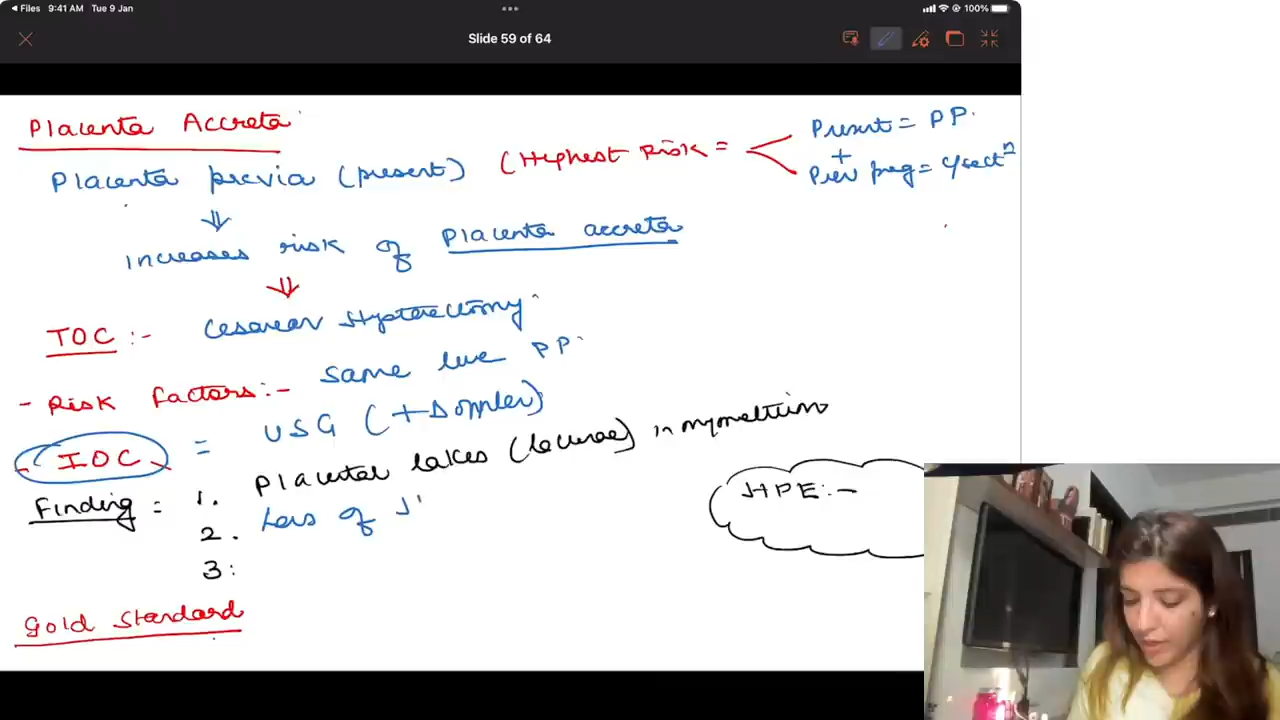 Files 9:41 AM Tue 9 Jan
100%
Slide 59 of 64
Placenta Accreta
Placenta previa (present)
(Highest Risk =
Present = PP
+
Prev preg = c/sectn
increases risk of Placenta accreta
TOC :- Cesarean Hysterectomy
- Risk factors:- Same like PP
- IOC = USG (+Doppler)
Finding = 1. Placental lakes (lacunae) in myometrium
2. Loss of
3:
HPE:-
Gold Standard